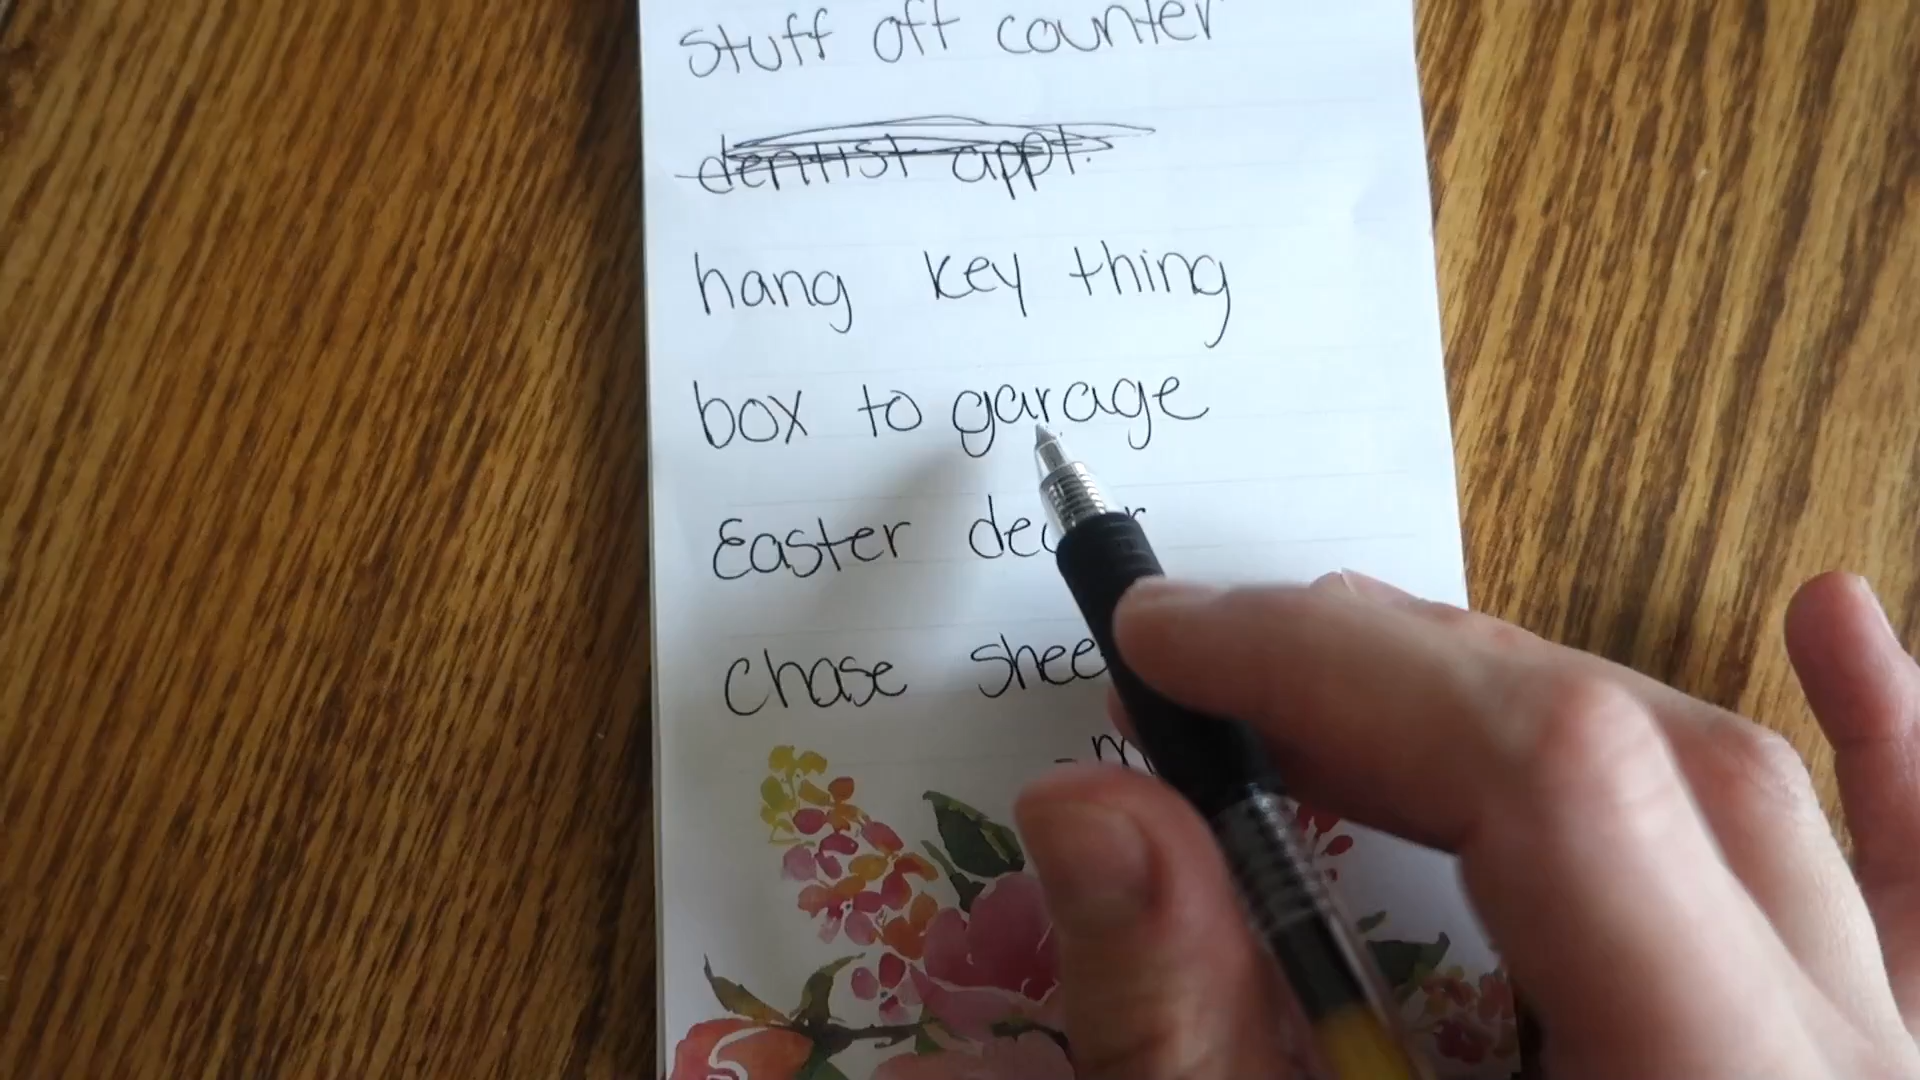 stuff off counter
dentist appt.
hang key thing
box to garage
Easter
chase